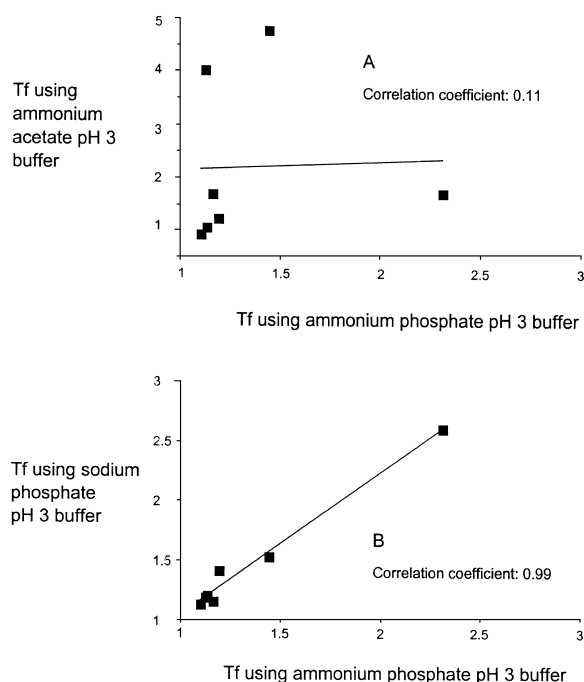 5
4
3
2
1
Tf using
ammonium
acetate pH 3
buffer
A
Correlation coefficient: 0.11
1
1.5
2
2.5
3
Tf using ammonium phosphate pH 3 buffer
3
2.5
2
1.5
1
Tf using sodium
phosphate
pH 3 buffer
B
Correlation coefficient: 0.99
1
1.5
2
2.5
3
Tf using ammonium phosphate pH 3 buffer